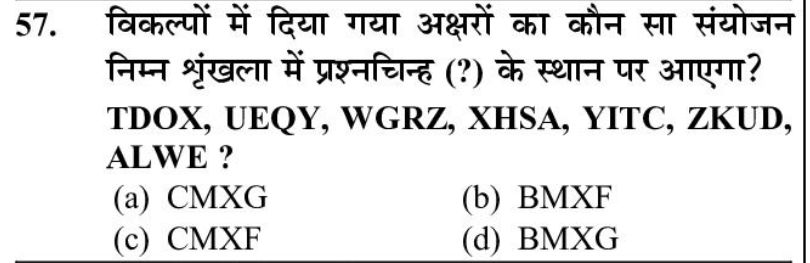 57. विकल्पों में दिया गया अक्षरों का कौन सा संयोजन
निम्न शृंखला में प्रश्नचिन्ह (?) के स्थान पर आएगा?
TDOX, UEQY, WGRZ, XHSA, YITC, ZKUD,
ALWE ?
(a) CMXG (b) BMXF
(c) CMXF (d) BMXG